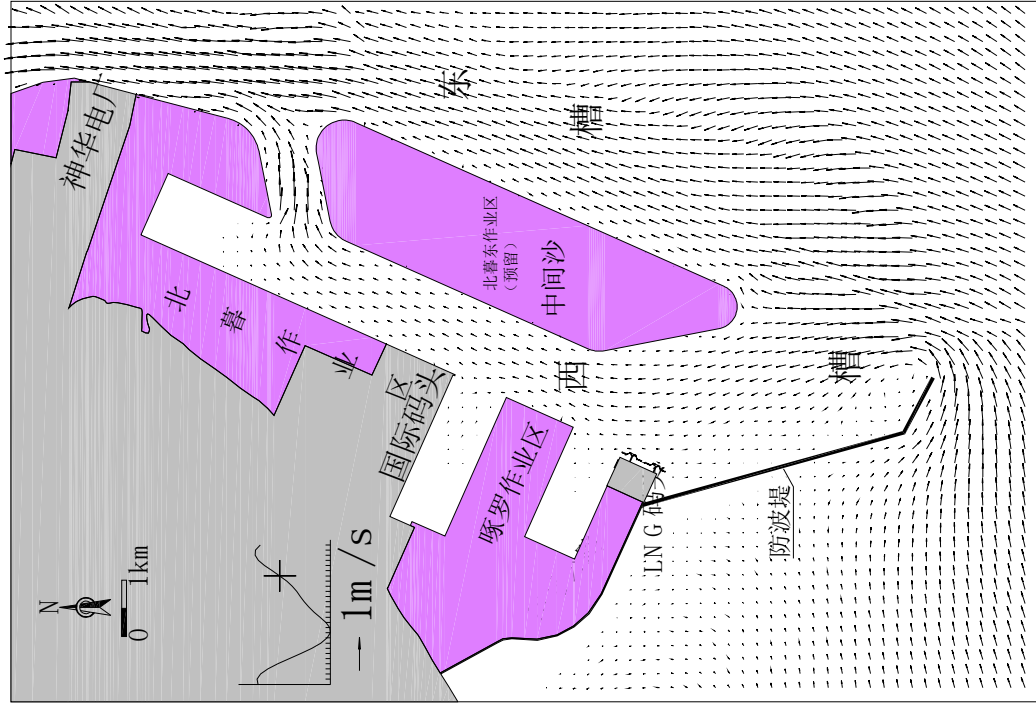 东
槽
神华电厂
北暮东作业区
(预留)
中间沙
北
暮
作
业
区
国际码头
西
槽
啄罗作业区
LNG码
防波堤
N
0 1km
1m/s